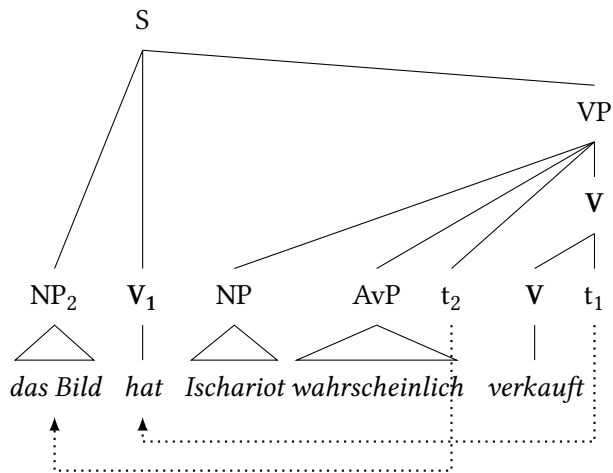 S
VP
V
NP₂ V₁ NP AvP t₂ V t₁
das Bild hat Ischariot wahrscheinlich verkauft